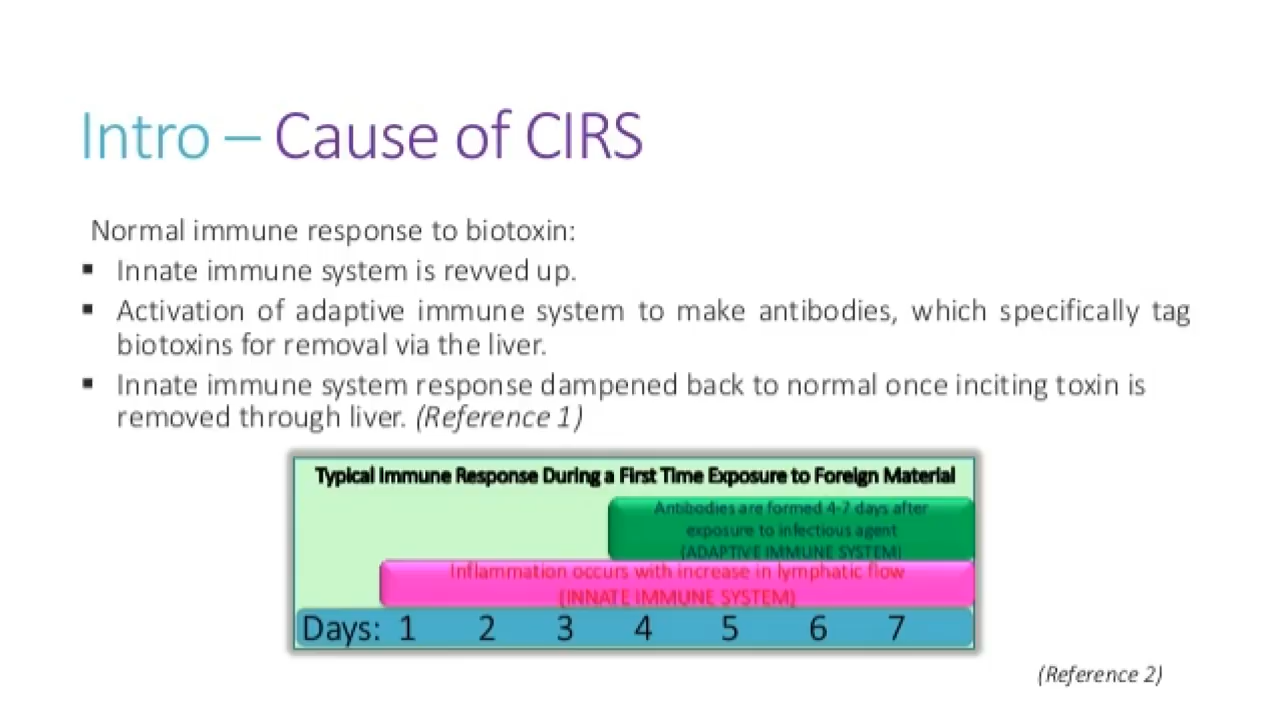 Intro – Cause of CIRS
Normal immune response to biotoxin:
▪ Innate immune system is revved up.
▪ Activation of adaptive immune system to make antibodies, which specifically tag
biotoxins for removal via the liver.
▪ Innate immune system response dampened back to normal once inciting toxin is
removed through liver. (Reference 1)
Typical Immune Response During a First Time Exposure to Foreign Material
Antibodies are formed 4-7 days after
exposure to infectious agent
(ADAPTIVE IMMUNE SYSTEM)
Inflammation occurs with increase in lymphatic flow
(INNATE IMMUNE SYSTEM)
Days: 1 2 3 4 5 6 7
(Reference 2)